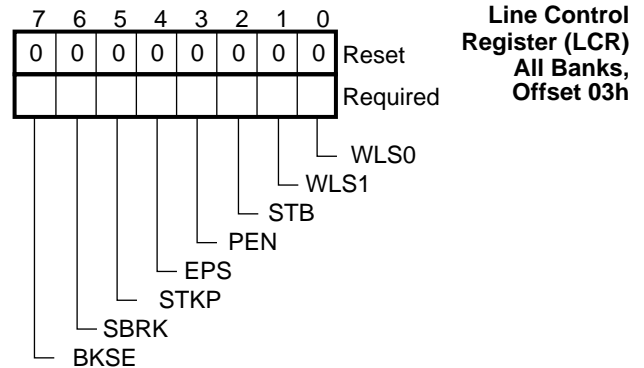 7 6 5 4 3 2 1 0
0 0 0 0 0 0 0 0 Reset
Required
Line Control
Register (LCR)
All Banks,
Offset 03h
WLS0
WLS1
STB
PEN
EPS
STKP
SBRK
BKSE